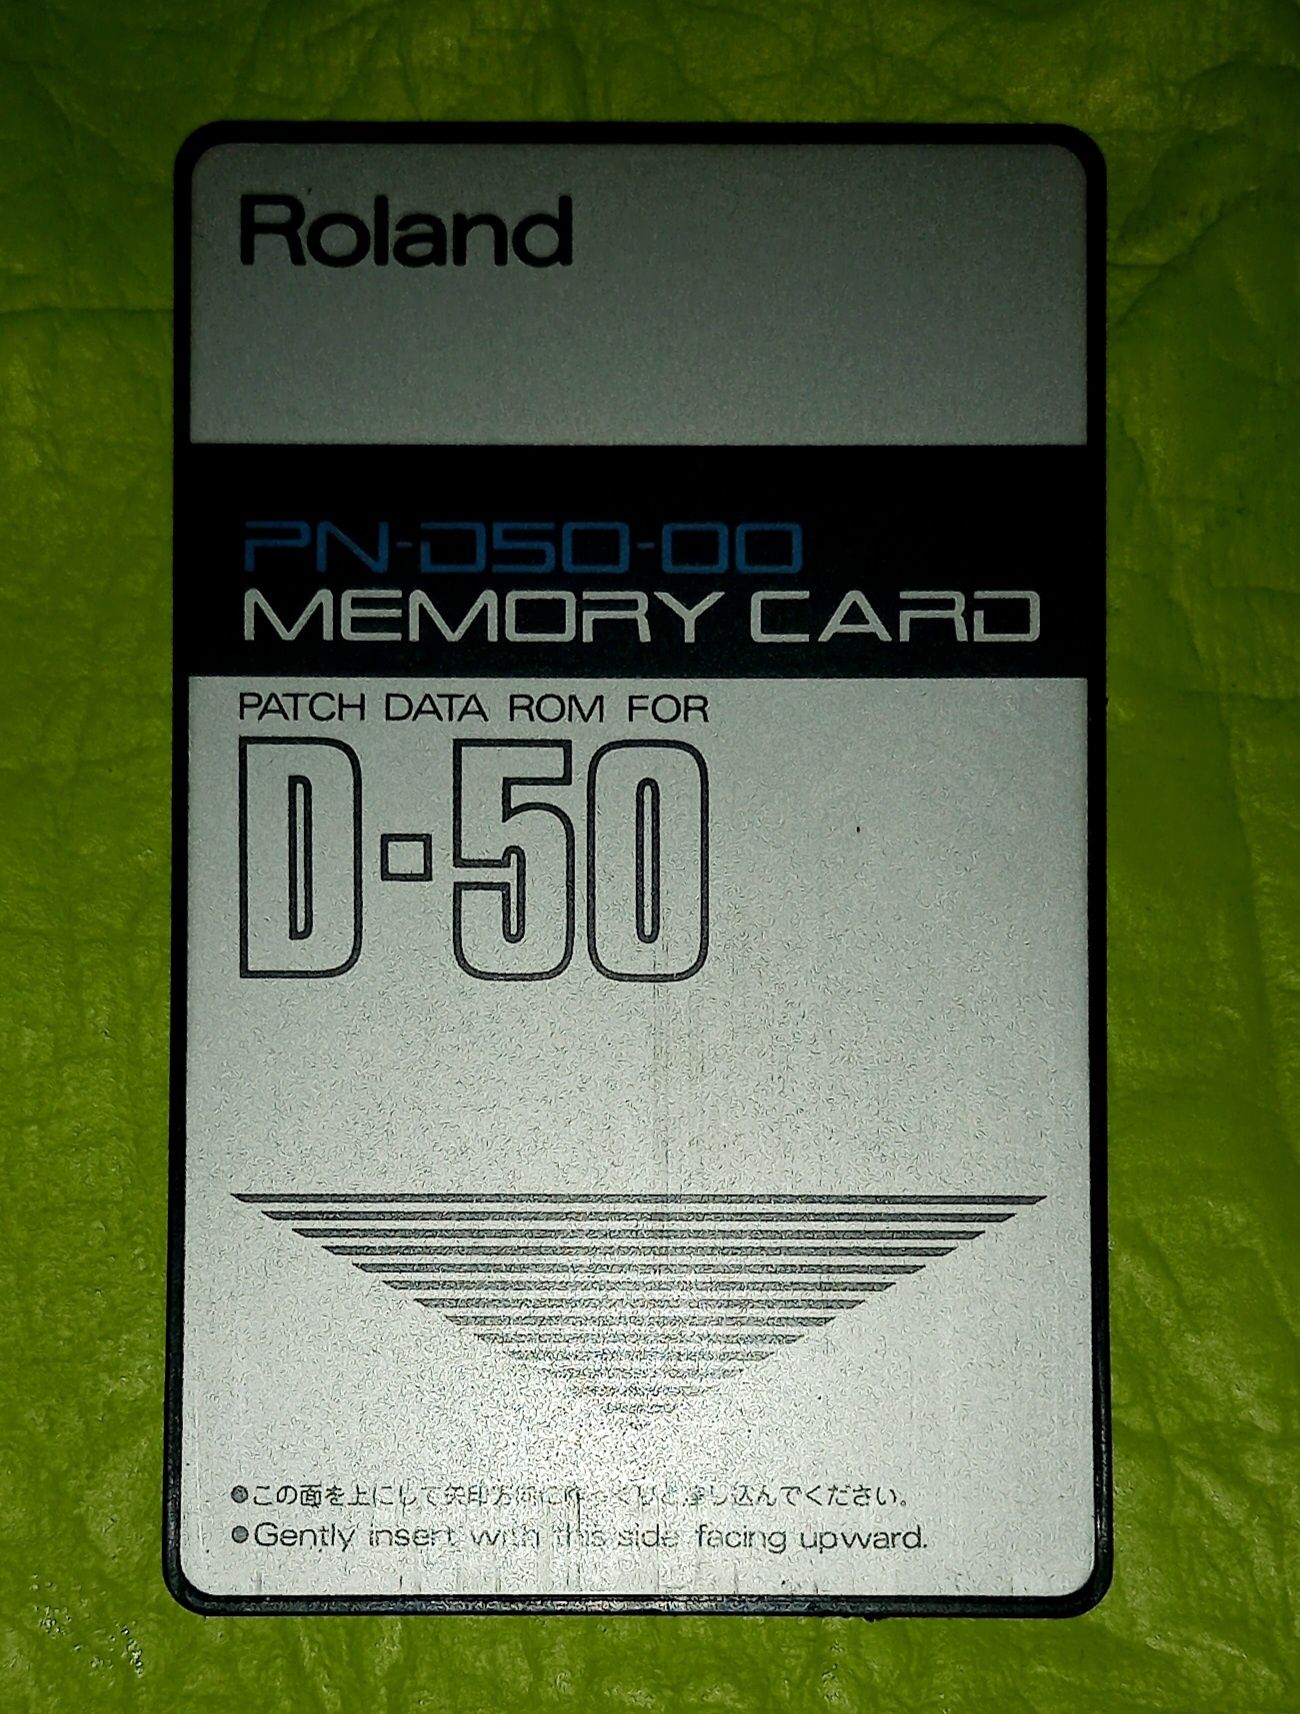 Roland
PN-D50-00
MEMORY CARD
PATCH DATA ROM FOR
D-50
●この面を上にして矢印方向にゆっくりと差し込んでください。
●Gently insert with this side facing upward.